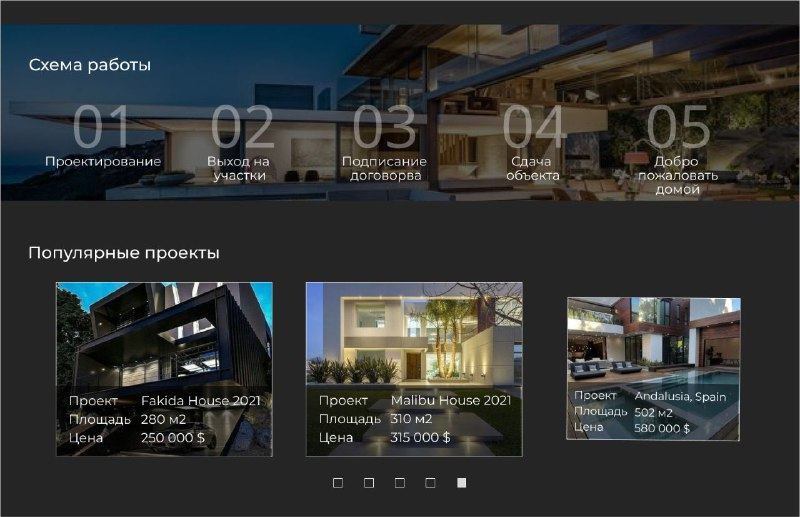 Схема работы
01 02 03 04 05
Проектирование
Выход на
участки
Подписание
договорва
Сдача
объекта
Добро
пожаловать
домой
Популярные проекты
Проект Fakida House 2021
Площадь 280 м2
Цена 250 000 $
Проект Malibu House 2021
Площадь 310 м2
Цена 315 000 $
Проект Andalusia, Spain
Площадь 502 м2
Цена 580 000 $